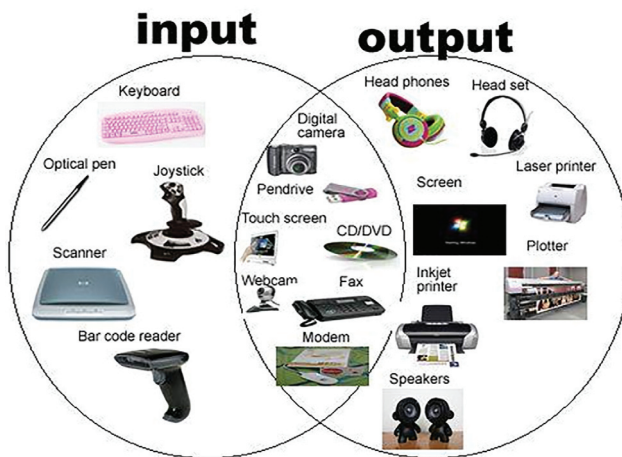 input
output
Keyboard
Head phones
Head set
Digital
camera
Optical pen
Joystick
Laser printer
Pendrive
Screen
Touch screen
CD/DVD
Plotter
Scanner
Webcam
Fax
Inkjet
printer
Bar code reader
Modem
Speakers